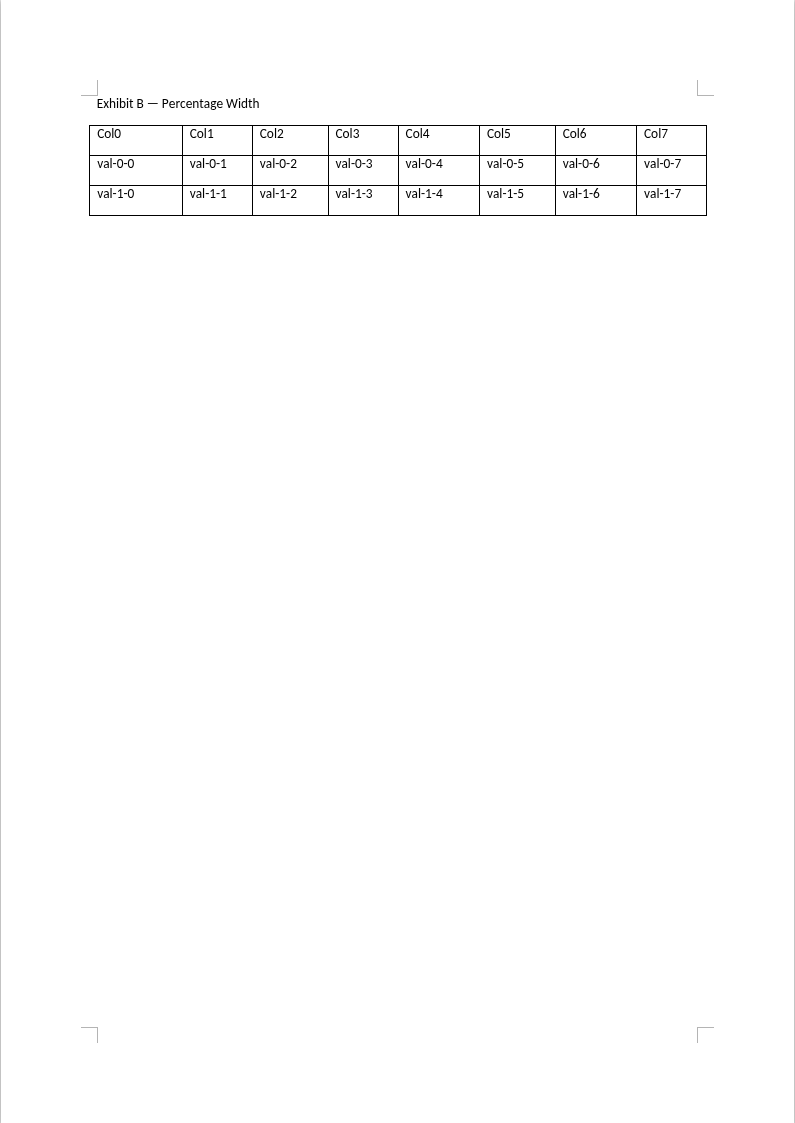 Exhibit B — Percentage Width
Col0 Col1 Col2 Col3 Col4 Col5 Col6 Col7
val-0-0 val-0-1 val-0-2 val-0-3 val-0-4 val-0-5 val-0-6 val-0-7
val-1-0 val-1-1 val-1-2 val-1-3 val-1-4 val-1-5 val-1-6 val-1-7